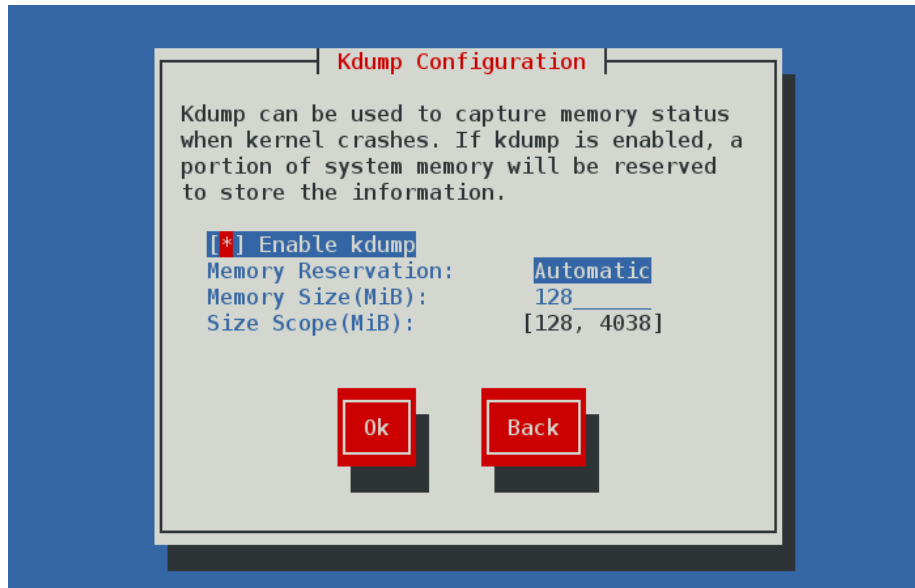 Kdump Configuration
Kdump can be used to capture memory status
when kernel crashes. If kdump is enabled, a
portion of system memory will be reserved
to store the information.
[*] Enable kdump
Memory Reservation: Automatic
Memory Size(MiB): 128______
Size Scope(MiB): [128, 4038]
Ok Back